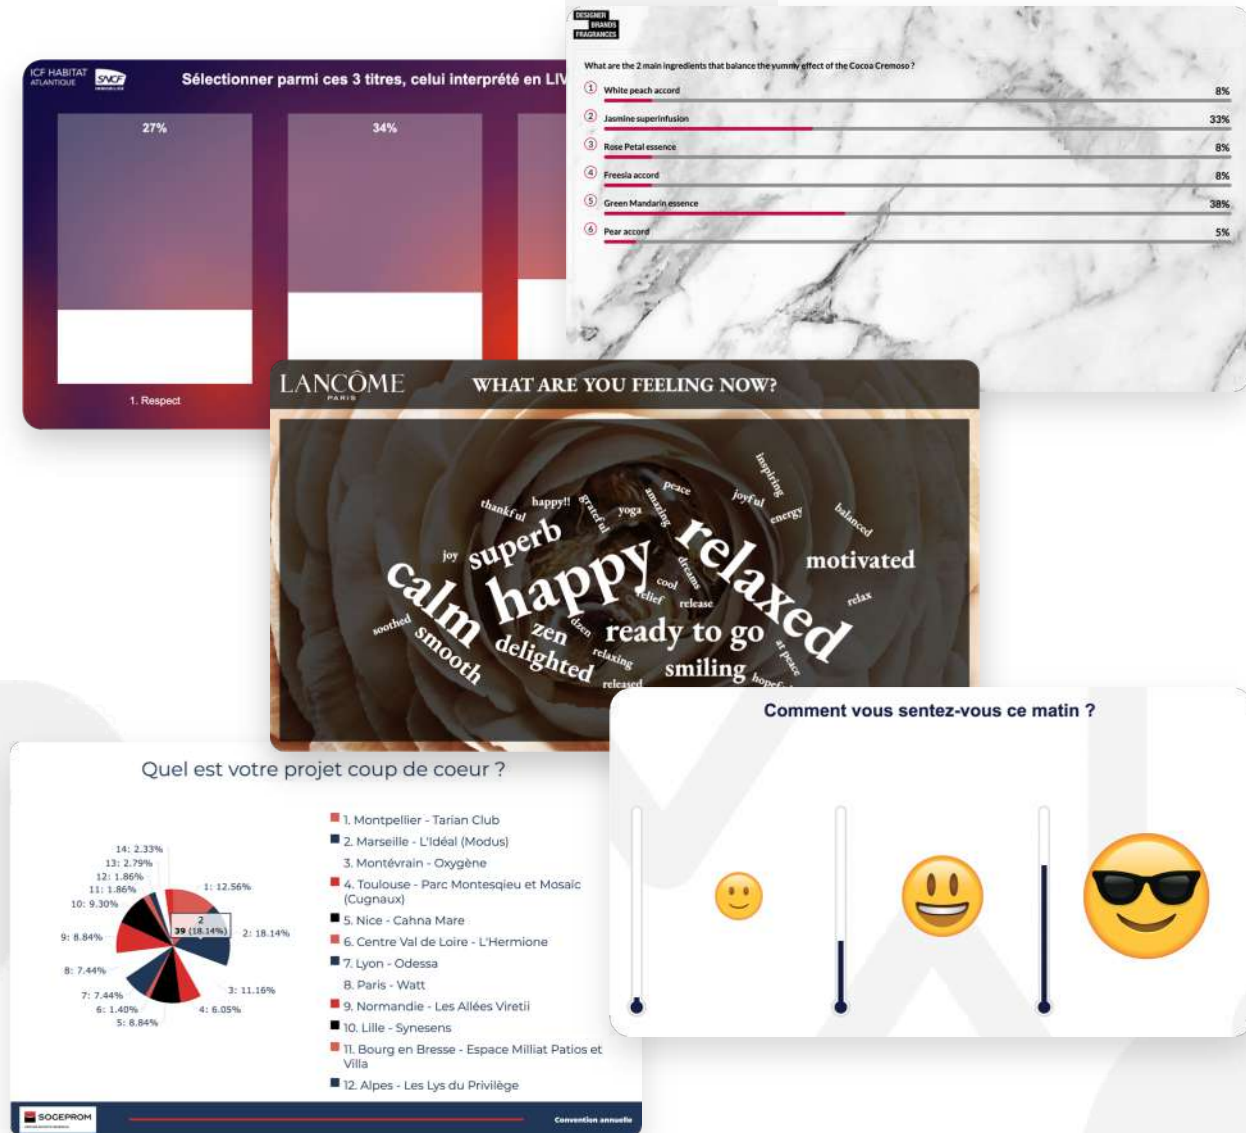 ICF HABITAT
ATLANTIQUE
SNCF
IMMOBILIER
Sélectionner parmi ces 3 titres, celui interprété en LIV
27%
34%
1. Respect
DESIGNER
BRANDS
FRAGRANCES
What are the 2 main ingredients that balance the yummy effect of the Cocoa Cremoso ?
1 White peach accord 8%
2 Jasmine superinfusion 33%
3 Rose Petal essence 8%
4 Freesia accord 8%
5 Green Mandarin essence 38%
6 Pear accord 5%
LANCÔME
PARIS
WHAT ARE YOU FEELING NOW?
inspiring
peace
joyful
amazing
happy!!
grateful
thankful
yoga
energy
balanced
superb
joy
relaxed
motivated
happy
calm
dreams
cool
relief
release
relax
soothed
smooth
zen
dzen
ready to go
delighted
relaxing
at peace
smiling
released
hopef
Comment vous sentez-vous ce matin ?
Quel est votre projet coup de coeur ?
14: 2.33%
13: 2.79%
12: 1.86%
11: 1.86%
10: 9.30%
9: 8.84%
8: 7.44%
7: 7.44%
6: 1.40%
5: 8.84%
1: 12.56%
2
39 (18.14%)
2: 18.14%
3: 11.16%
4: 6.05%
1. Montpellier - Tarian Club
2. Marseille - L'Idéal (Modus)
3. Montévrain - Oxygène
4. Toulouse - Parc Montesqieu et Mosaïc
(Cugnaux)
5. Nice - Cahna Mare
6. Centre Val de Loire - L'Hermione
7. Lyon - Odessa
8. Paris - Watt
9. Normandie - Les Allées Viretii
10. Lille - Synesens
11. Bourg en Bresse - Espace Milliat Patios et
Villa
12. Alpes - Les Lys du Privilège
SOGEPROM
Convention annuelle